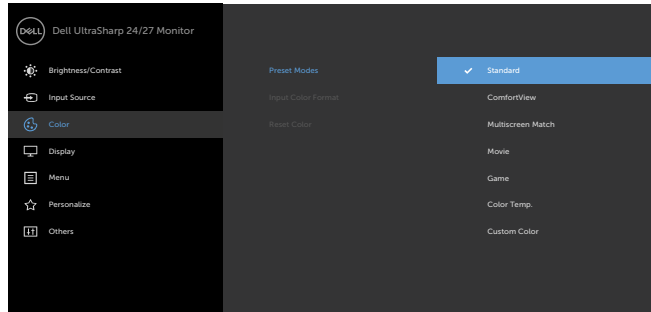 DELL Dell UltraSharp 24/27 Monitor
Brightness/Contrast Preset Modes Standard
Input Source Input Color Format ComfortView
Color Reset Color Multiscreen Match
Display Movie
Menu Game
Personalize Color Temp.
Others Custom Color